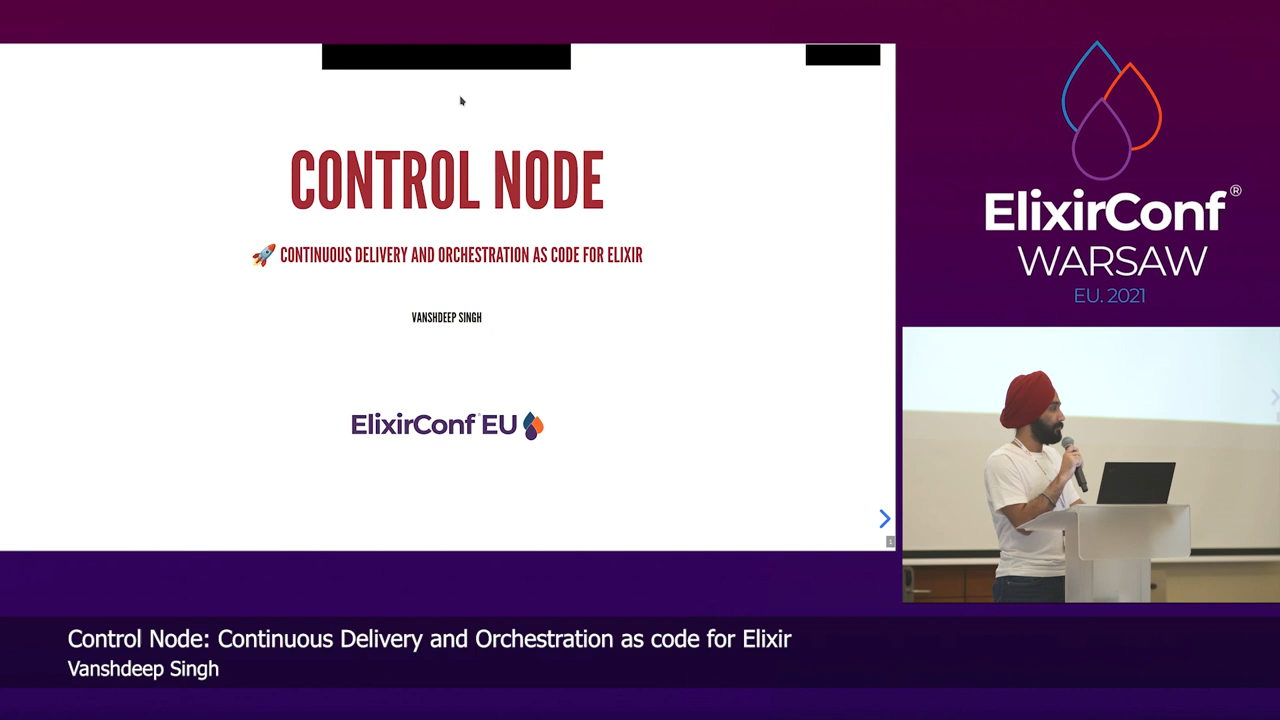 CONTROL NODE
🚀 CONTINUOUS DELIVERY AND ORCHESTRATION AS CODE FOR ELIXIR
VANSHDEEP SINGH
ElixirConf® EU
1
ElixirConf®
WARSAW
EU. 2021
Control Node: Continuous Delivery and Orchestration as code for Elixir
Vanshdeep Singh